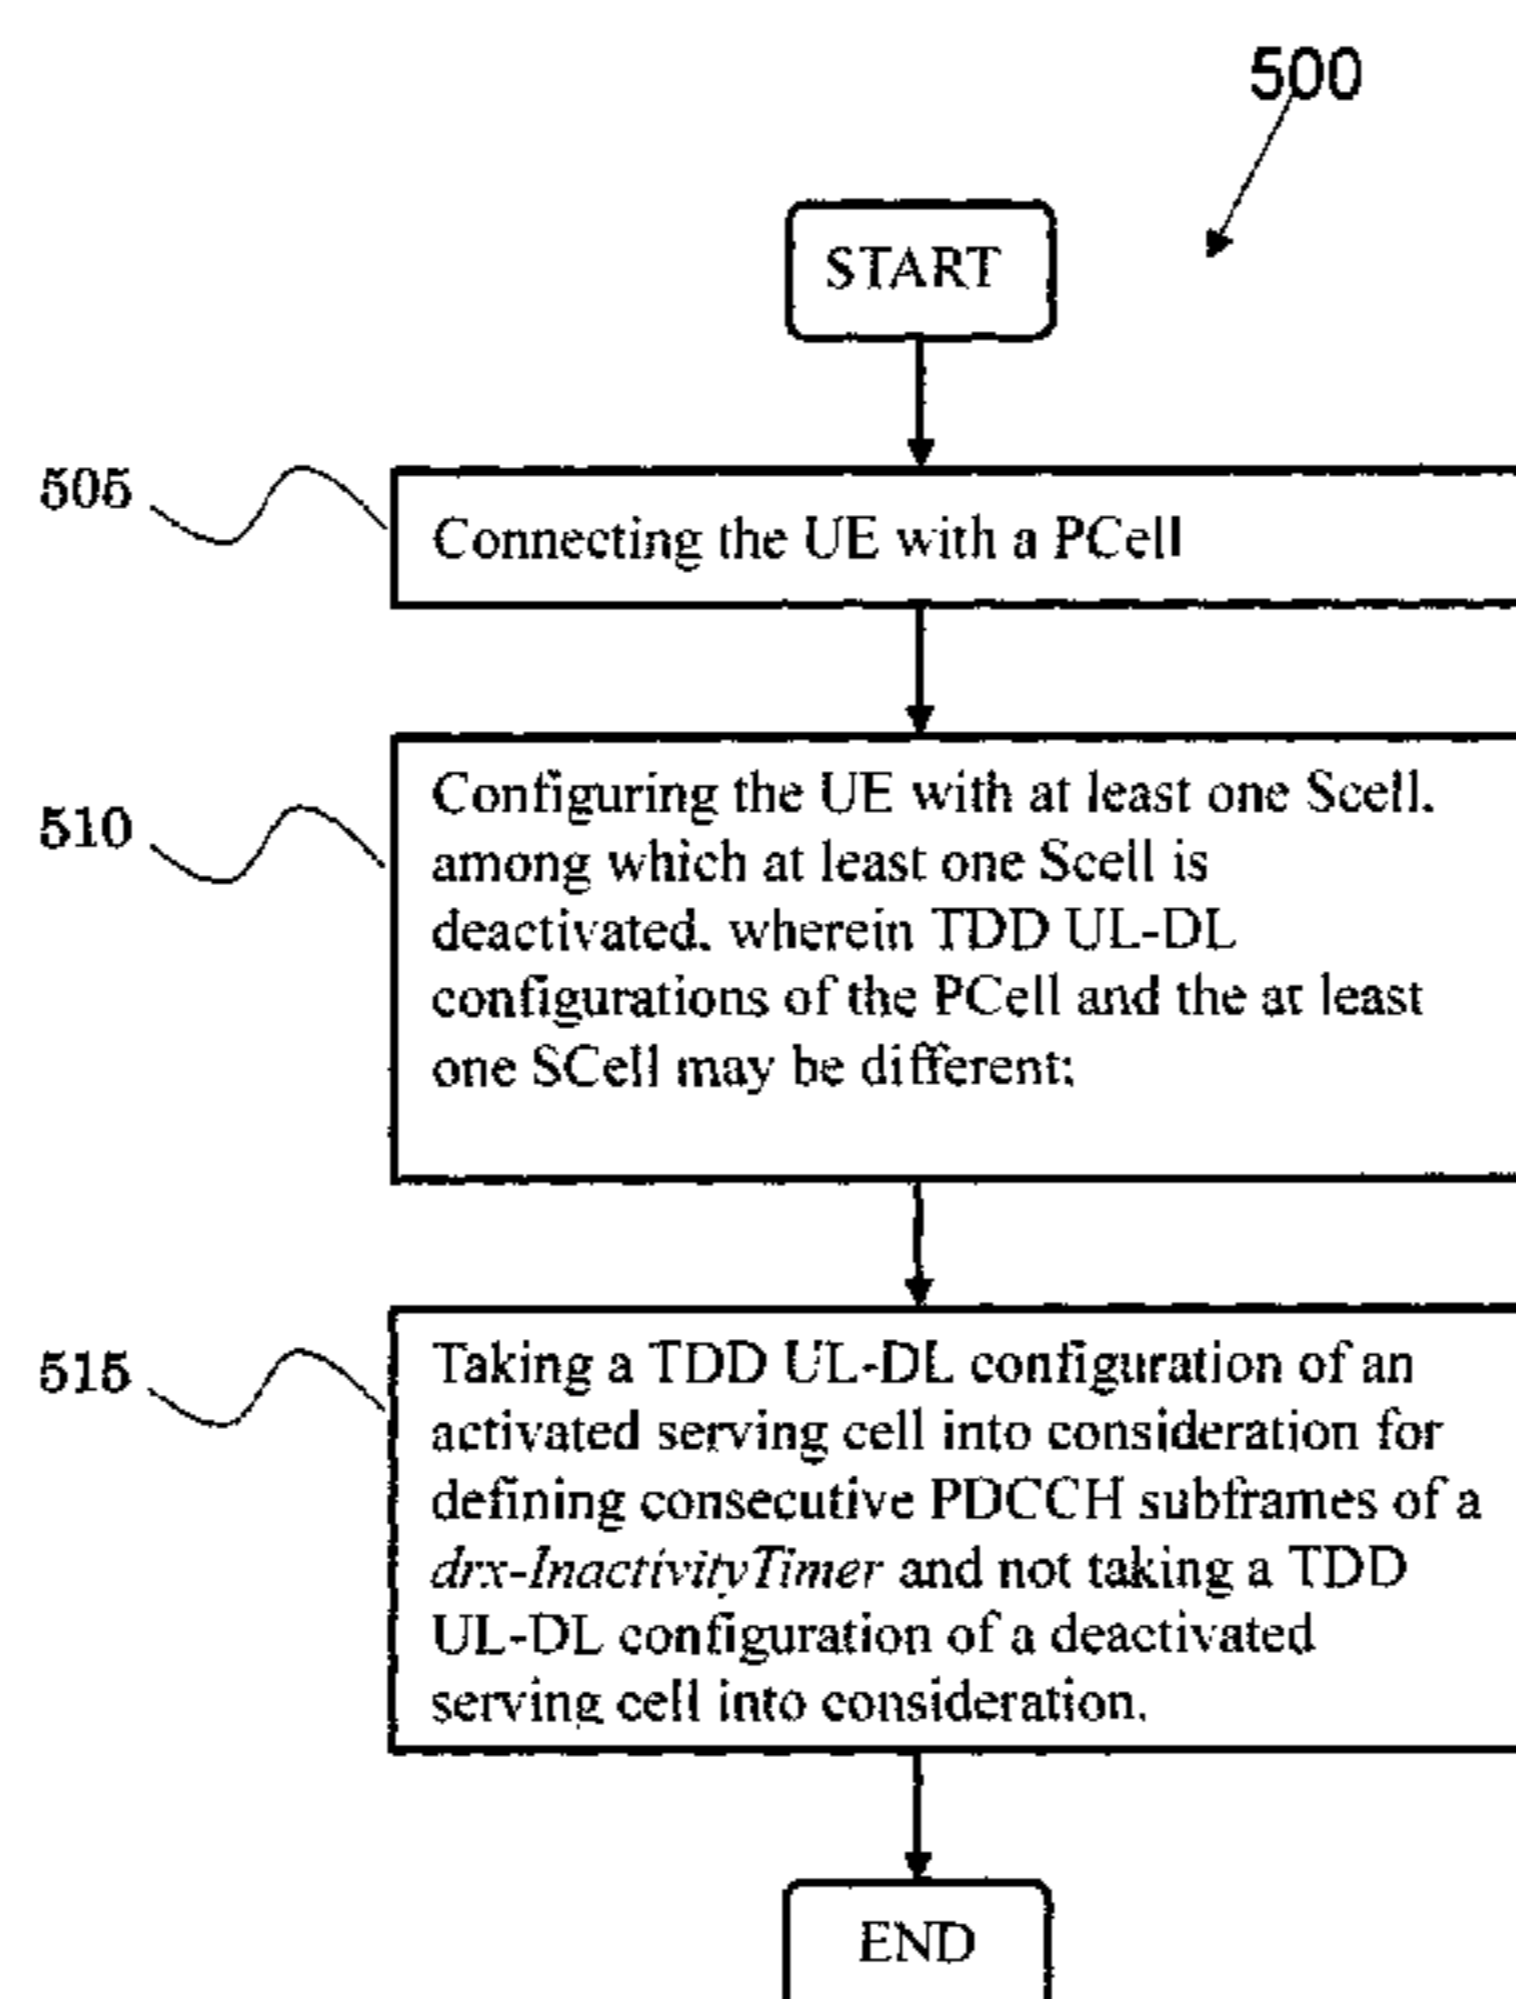 500
START
505
Connecting the UE with a PCell
510
Configuring the UE with at least one Scell,
among which at least one Scell is
deactivated, wherein TDD UL-DL
configurations of the PCell and the at least
one SCell may be different;
515
Taking a TDD UL-DL configuration of an
activated serving cell into consideration for
defining consecutive PDCCH subframes of a
drx-InactivityTimer and not taking a TDD
UL-DL configuration of a deactivated
serving cell into consideration.
END